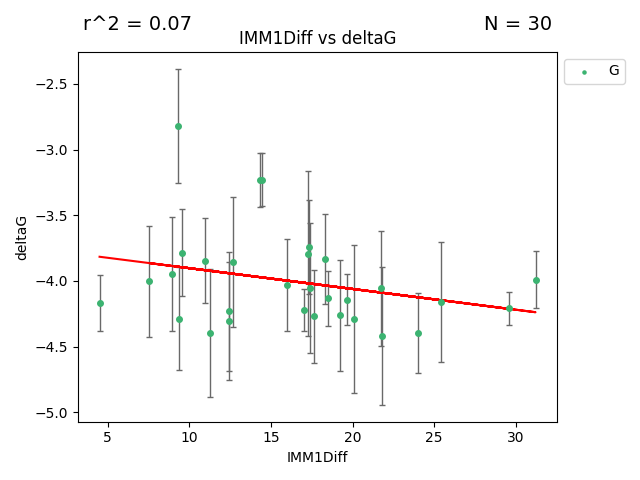 r^2 = 0.07
N = 30
IMM1Diff vs deltaG
G
deltaG
−2.5
−3.0
−3.5
−4.0
−4.5
−5.0
5 10 15 20 25 30
IMM1Diff